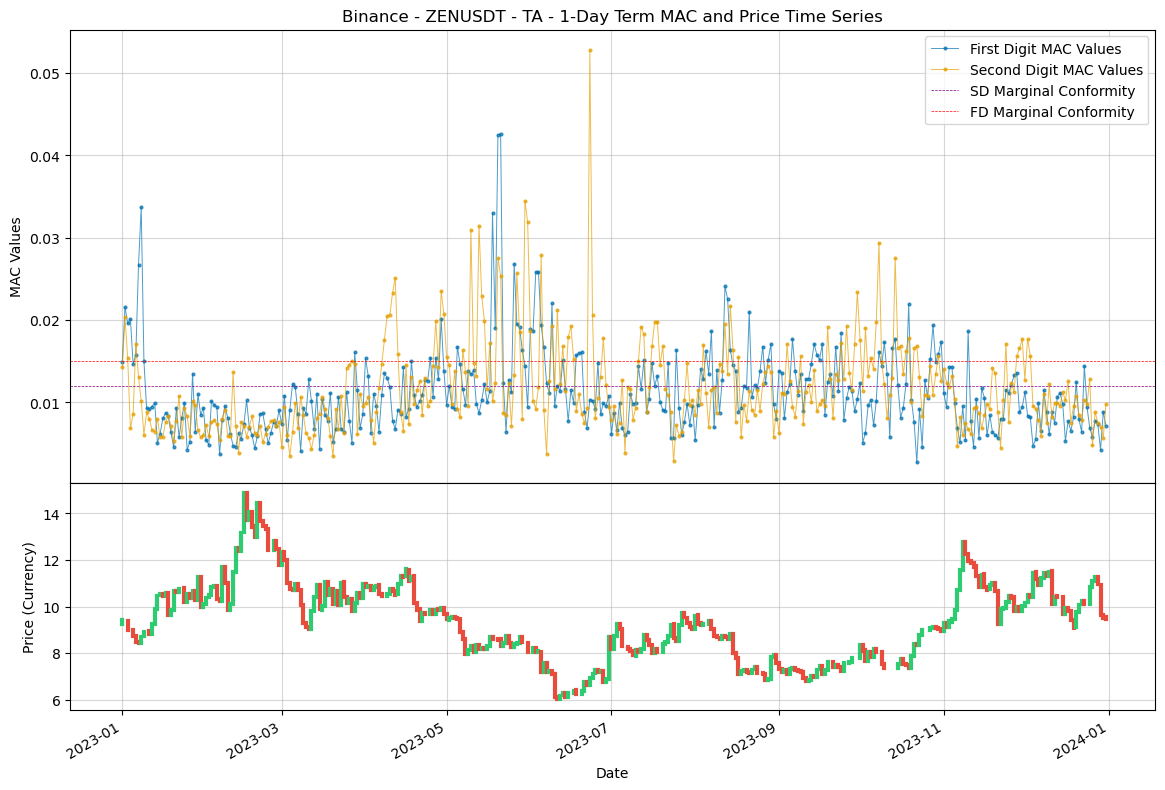 Binance - ZENUSDT - TA - 1-Day Term MAC and Price Time Series
First Digit MAC Values
Second Digit MAC Values
SD Marginal Conformity
FD Marginal Conformity
0.05
0.04
0.03
0.02
0.01
MAC Values
14
12
10
8
6
Price (Currency)
2023-01
2023-03
2023-05
2023-07
2023-09
2023-11
2024-01
Date